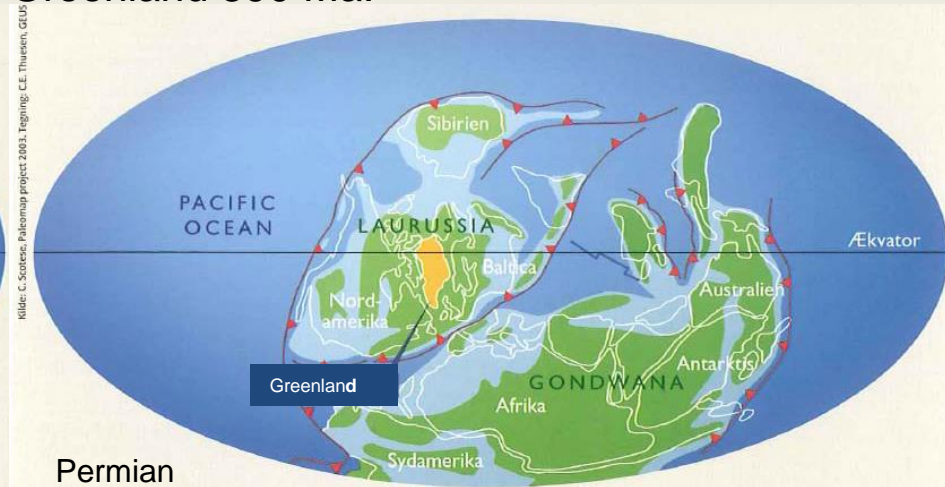 Kilde: C. Scotese, Paleomap project 2003. Tegning: C.E. Thuesen, GEUS
Sibirien
PACIFIC
OCEAN
LAURUSSIA
Ækvator
Baltica
Nord-
amerika
Australien
Antarktis
Greenland
GONDWANA
Afrika
Sydamerika
Permian